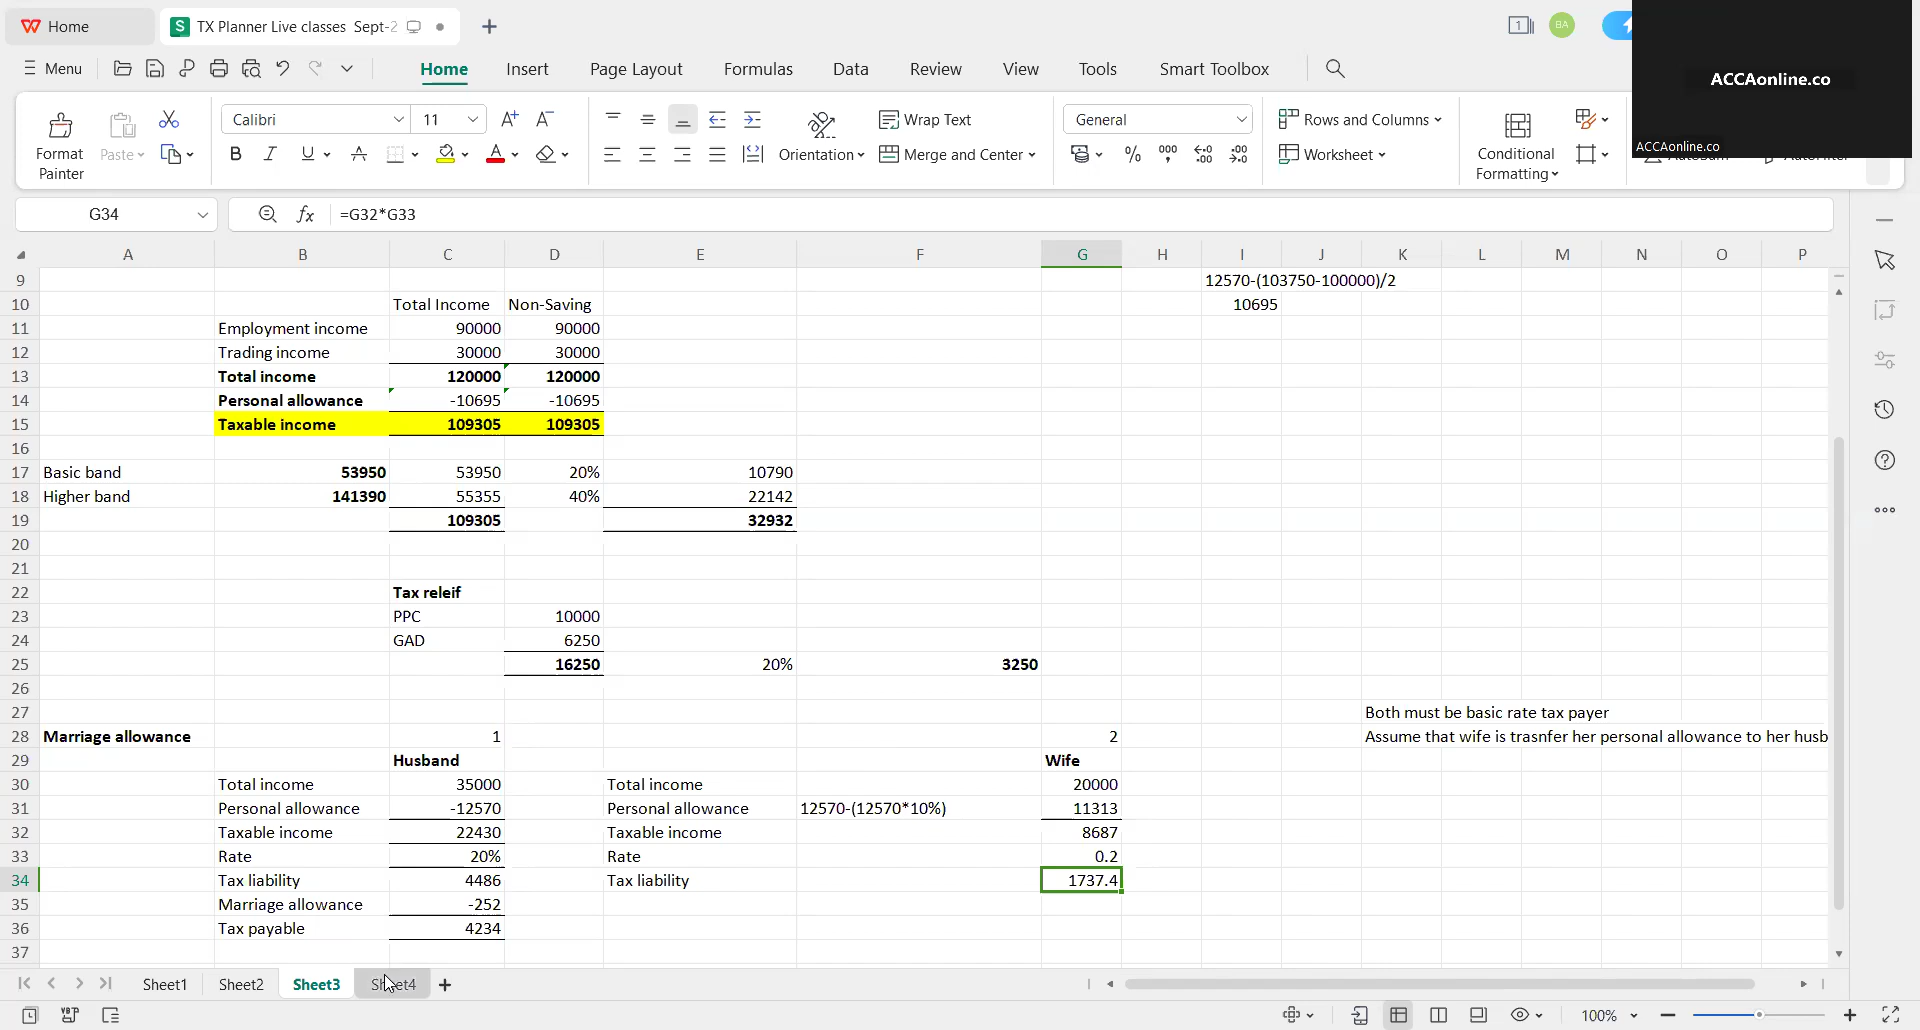 Home
TX Planner Live classes Sept-2
1
BA
ACCAonline.co
ACCAonline.co
Menu
Home Insert Page Layout Formulas Data Review View Tools Smart Toolbox
Format Painter
Paste
Calibri 11
A+ A-
B I U A
Orientation
Wrap Text
Merge and Center
General
Rows and Columns
Worksheet
Conditional Formatting
G34
fx =G32*G33
A B C D E F G H I J K L M N O P
9 12570-(103750-100000)/2
10 Total Income Non-Saving 10695
11 Employment income 90000 90000
12 Trading income 30000 30000
13 Total income 120000 120000
14 Personal allowance -10695 -10695
15 Taxable income 109305 109305
16
17 Basic band 53950 53950 20% 10790
18 Higher band 141390 55355 40% 22142
19 109305 32932
20
21
22 Tax releif
23 PPC 10000
24 GAD 6250
25 16250 20% 3250
26
27 Both must be basic rate tax payer
28 Marriage allowance 1 2 Assume that wife is trasnfer her personal allowance to her husb
29 Husband Wife
30 Total income 35000 Total income 20000
31 Personal allowance -12570 Personal allowance 12570-(12570*10%) 11313
32 Taxable income 22430 Taxable income 8687
33 Rate 20% Rate 0.2
34 Tax liability 4486 Tax liability 1737.4
35 Marriage allowance -252
36 Tax payable 4234
37
Sheet1 Sheet2 Sheet3 Sheet4
100%